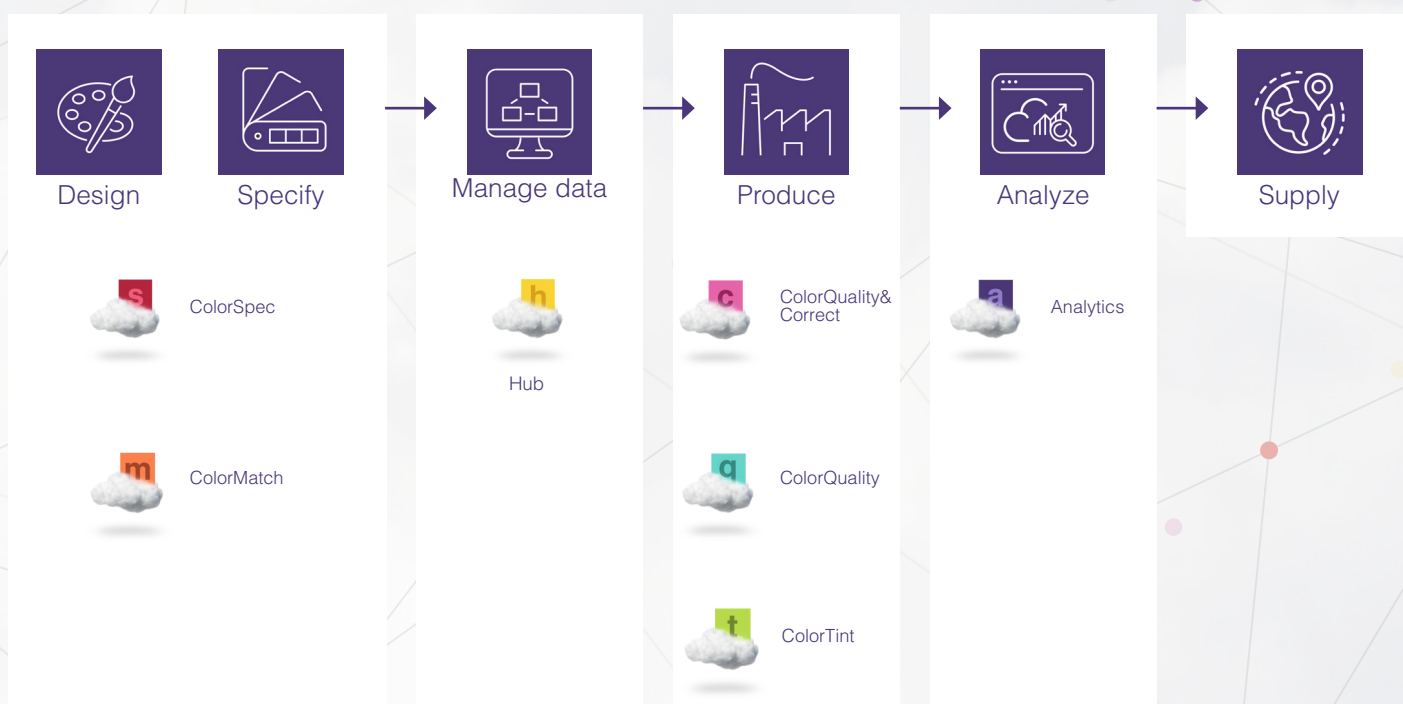 Design
Specify
Manage data
Produce
Analyze
Supply
s
ColorSpec
h
Hub
c
ColorQuality&
Correct
a
Analytics
m
ColorMatch
q
ColorQuality
t
ColorTint